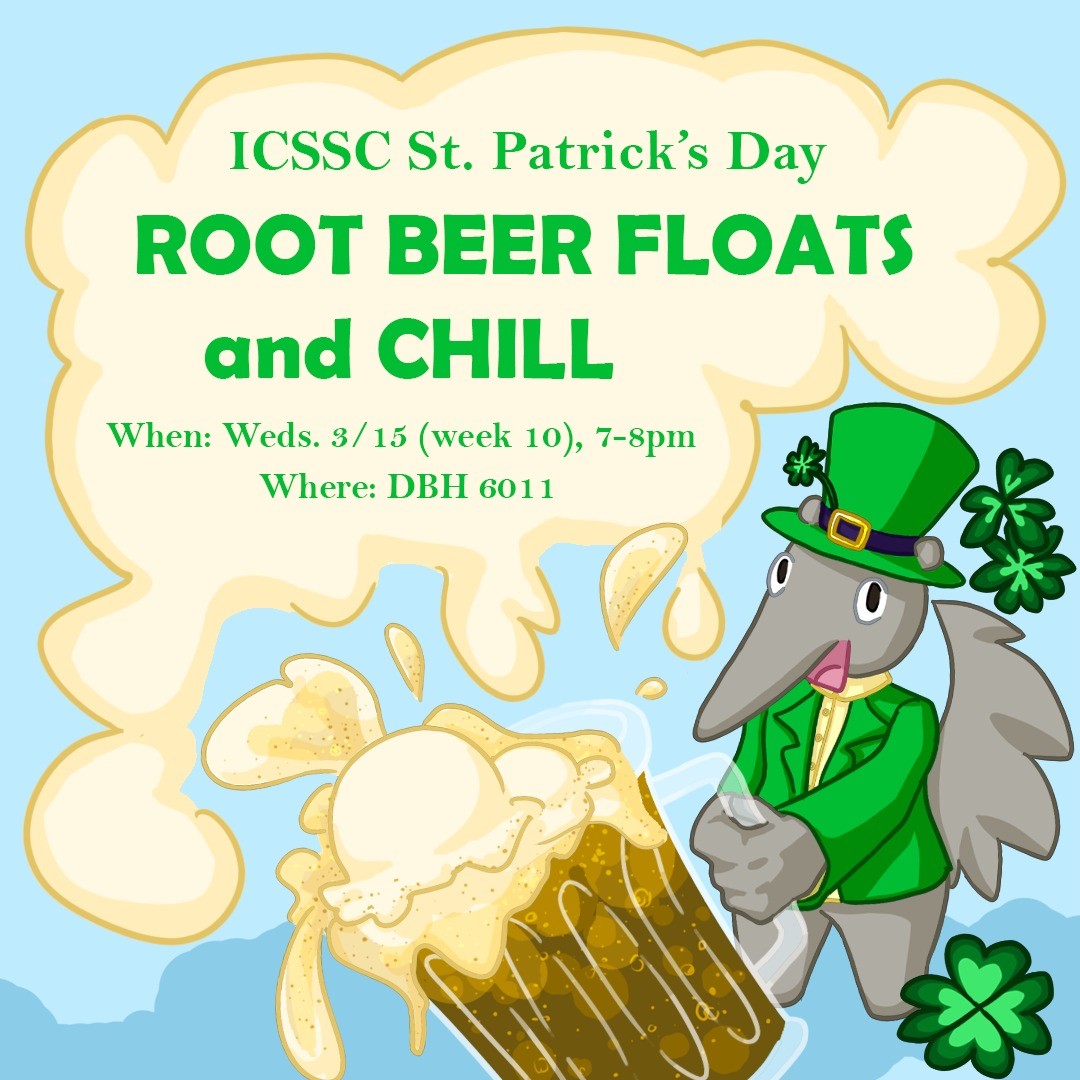 ICSSC St. Patrick’s Day
ROOT BEER FLOATS
and CHILL
When: Weds. 3/15 (week 10), 7-8pm
Where: DBH 6011